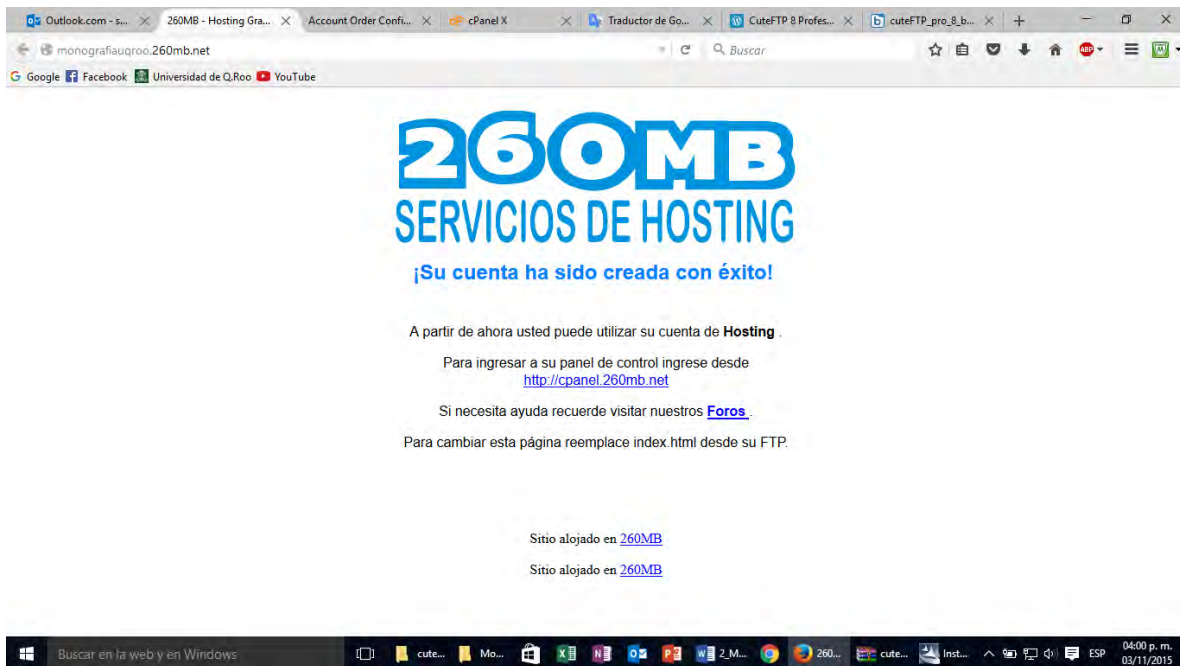 Outlook.com - s...
260MB - Hosting Gra...
Account Order Confi...
cPanel X
Traductor de Go...
CuteFTP 8 Profes...
cuteFTP_pro_8_b...
monografiauqroo.260mb.net
Buscar
ABP
Google Facebook Universidad de Q.Roo YouTube
260MB
SERVICIOS DE HOSTING
¡Su cuenta ha sido creada con éxito!
A partir de ahora usted puede utilizar su cuenta de Hosting .
Para ingresar a su panel de control ingrese desde
http://cpanel.260mb.net
Si necesita ayuda recuerde visitar nuestros Foros .
Para cambiar esta página reemplace index.html desde su FTP.
Sitio alojado en 260MB
Sitio alojado en 260MB
Buscar en la web y en Windows
cute...
Mo...
2_M...
260...
cute...
Inst...
ESP
04:00 p. m.
03/11/2015